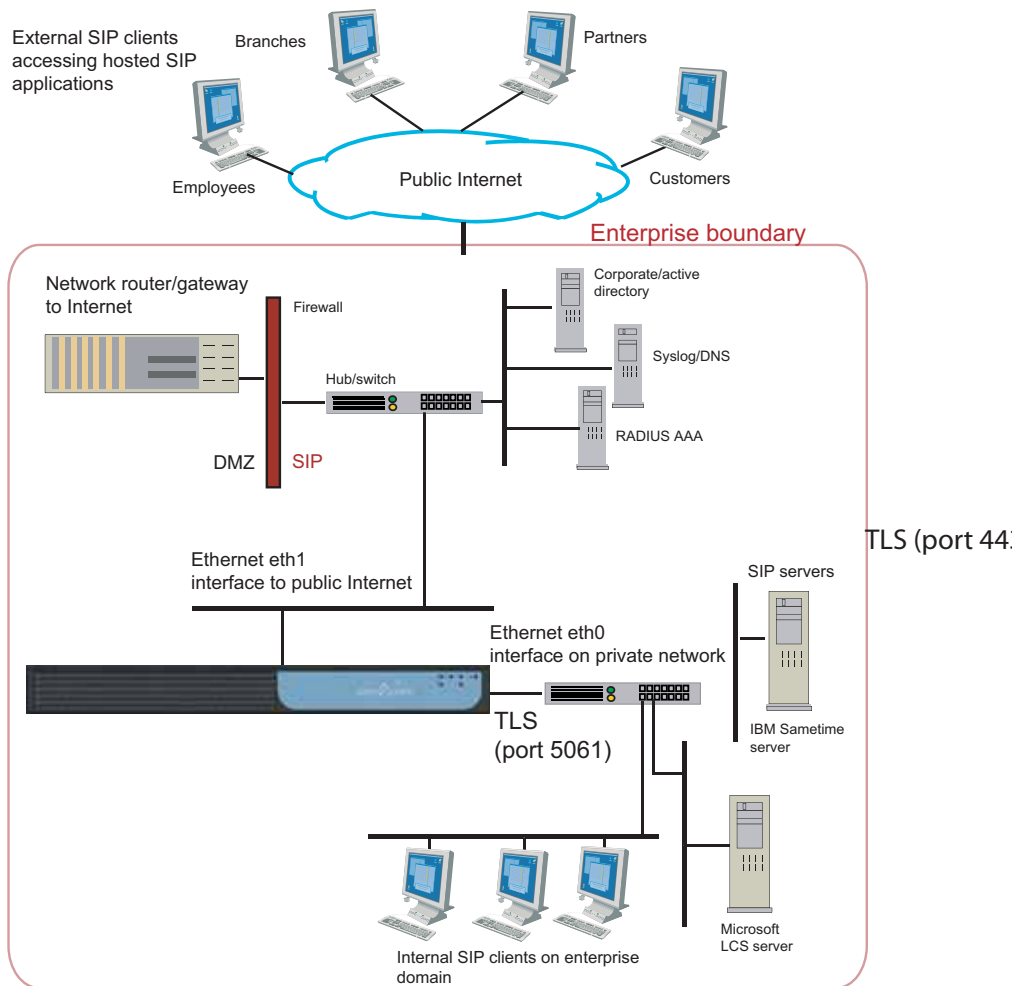 External SIP clients
accessing hosted SIP
applications
Branches
Partners
Employees
Public Internet
Customers
Enterprise boundary
Network router/gateway
to Internet
Firewall
Corporate/active
directory
Syslog/DNS
Hub/switch
RADIUS AAA
DMZ
SIP
TLS (port 443
Ethernet eth1
interface to public Internet
SIP servers
Ethernet eth0
interface on private network
TLS
(port 5061)
IBM Sametime
server
Microsoft
LCS server
Internal SIP clients on enterprise
domain